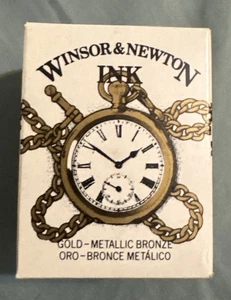 WINSOR & NEWTON
INK
GOLD – METALLIC BRONZE
ORO – BRONCE METÁLICO